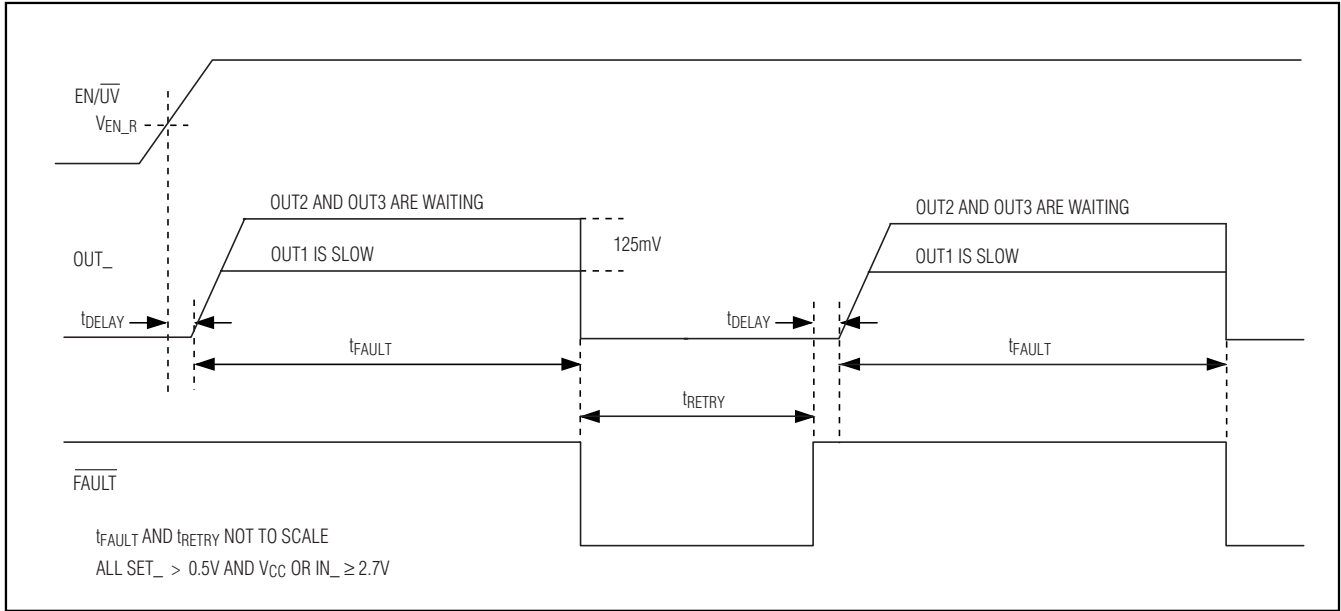 EN/U̅V̅
VEN_R
OUT2 AND OUT3 ARE WAITING
OUT2 AND OUT3 ARE WAITING
125mV
OUT_
OUT1 IS SLOW
OUT1 IS SLOW
tDELAY
tDELAY
tFAULT
tFAULT
tRETRY
F̅A̅U̅L̅T̅
tFAULT AND tRETRY NOT TO SCALE
ALL SET_ > 0.5V AND VCC OR IN_ ≥ 2.7V